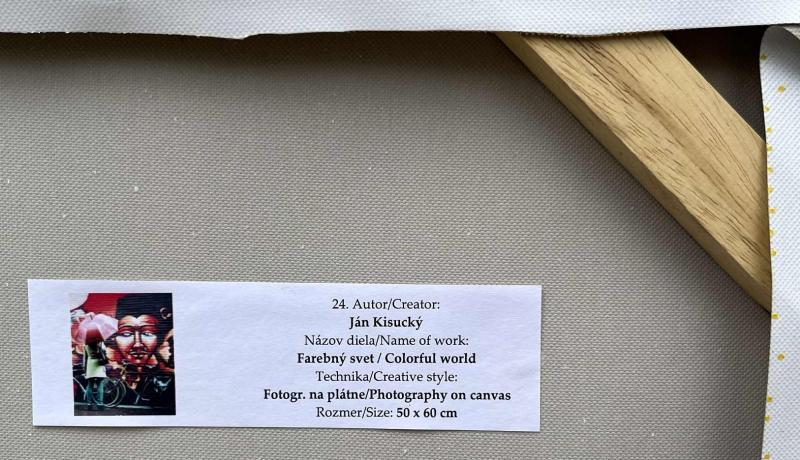 24. Autor/Creator:
Ján Kisucký
Názov diela/Name of work:
Farebný svet / Colorful world
Technika/Creative style:
Fotogr. na plátne/Photography on canvas
Rozmer/Size: 50 x 60 cm